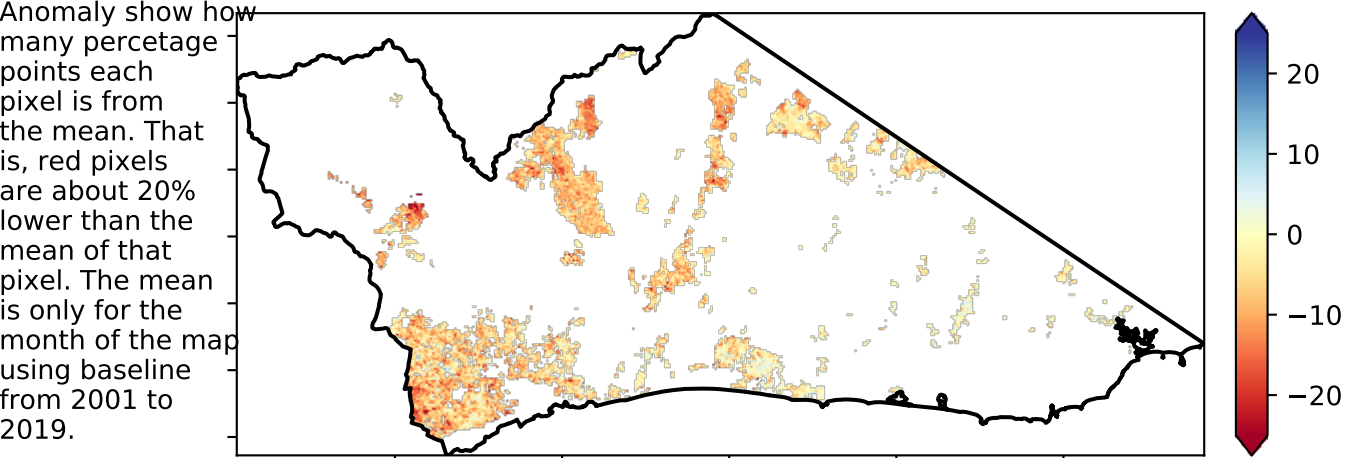 Anomaly show how
many percetage
points each
pixel is from
the mean. That
is, red pixels
are about 20%
lower than the
mean of that
pixel. The mean
is only for the
month of the map
using baseline
from 2001 to
2019.
20
10
0
−10
−20